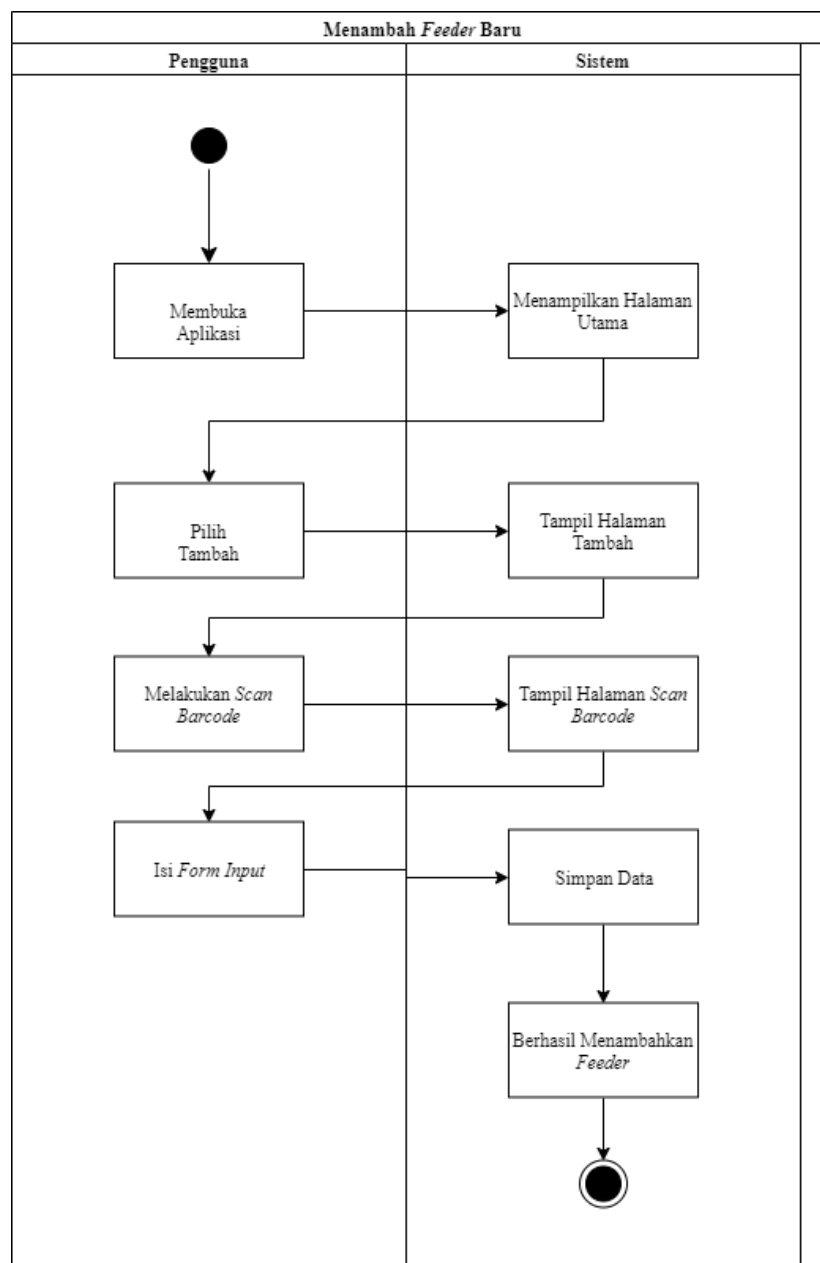 Menambah Feeder Baru
Pengguna
Sistem
Membuka
Aplikasi
Menampilkan Halaman
Utama
Pilih
Tambah
Tampil Halaman
Tambah
Melakukan Scan
Barcode
Tampil Halaman Scan
Barcode
Isi Form Input
Simpan Data
Berhasil Menambahkan
Feeder